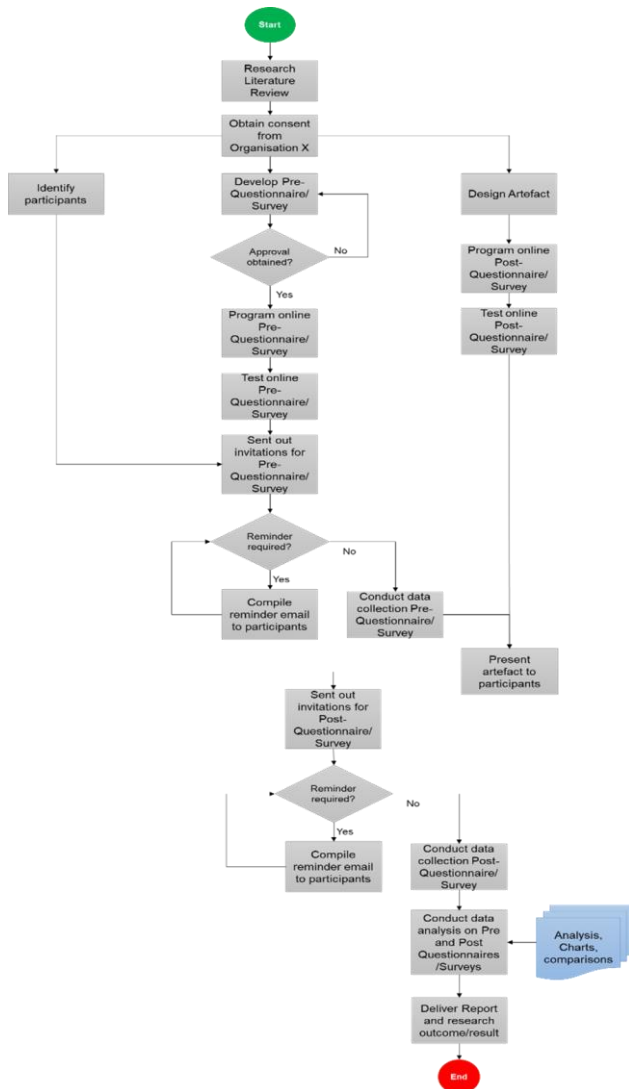 Start
Research
Literature
Review
Obtain consent
from
Organisation X
Identify
participants
Develop Pre-
Questionnaire/
Survey
Design Artefact
Approval
obtained?
No
Yes
Program online
Post-
Questionnaire/
Survey
Program online
Pre-
Questionnaire/
Survey
Test online
Post-
Questionnaire/
Survey
Test online
Pre-
Questionnaire/
Survey
Sent out
invitations for
Pre-
Questionnaire/
Survey
Reminder
required?
No
Yes
Compile
reminder email
to participants
Conduct data
collection Pre-
Questionnaire/
Survey
Present
artefact to
participants
Sent out
invitations for
Post-
Questionnaire/
Survey
Reminder
required?
No
Yes
Compile
reminder email
to participants
Conduct data
collection Post-
Questionnaire/
Survey
Conduct data
analysis on Pre
and Post
Questionnaires
/Surveys
Analysis,
Charts,
comparisons
Deliver Report
and research
outcome/result
End